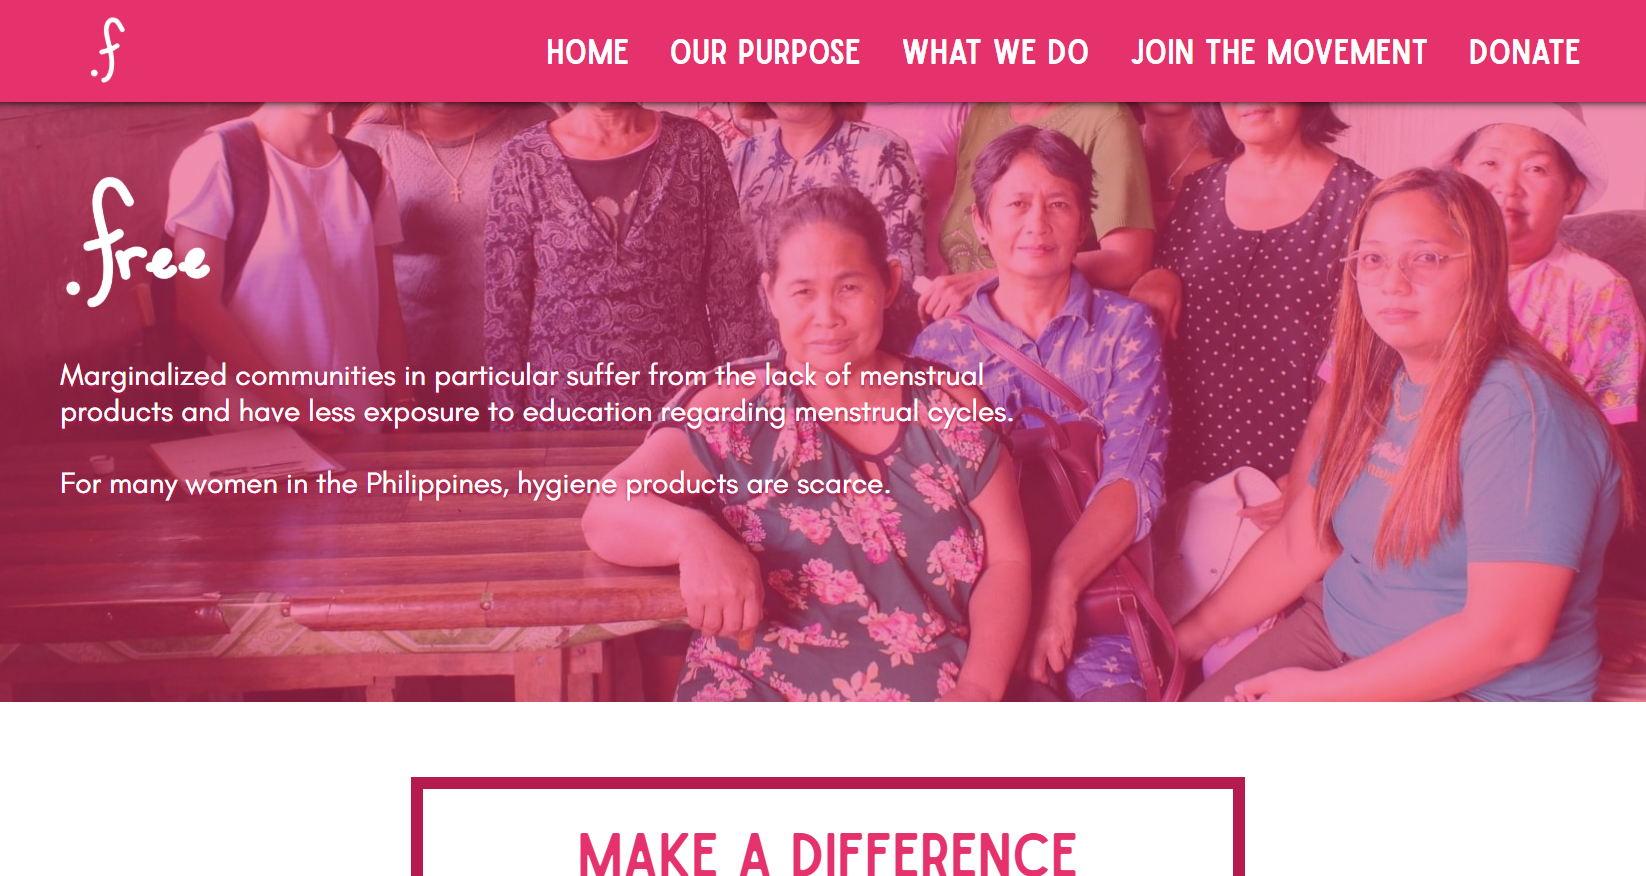 .f
HOME OUR PURPOSE WHAT WE DO JOIN THE MOVEMENT DONATE
.free
Marginalized communities in particular suffer from the lack of menstrual
products and have less exposure to education regarding menstrual cycles.
For many women in the Philippines, hygiene products are scarce.
MAKE A DIFFERENCE